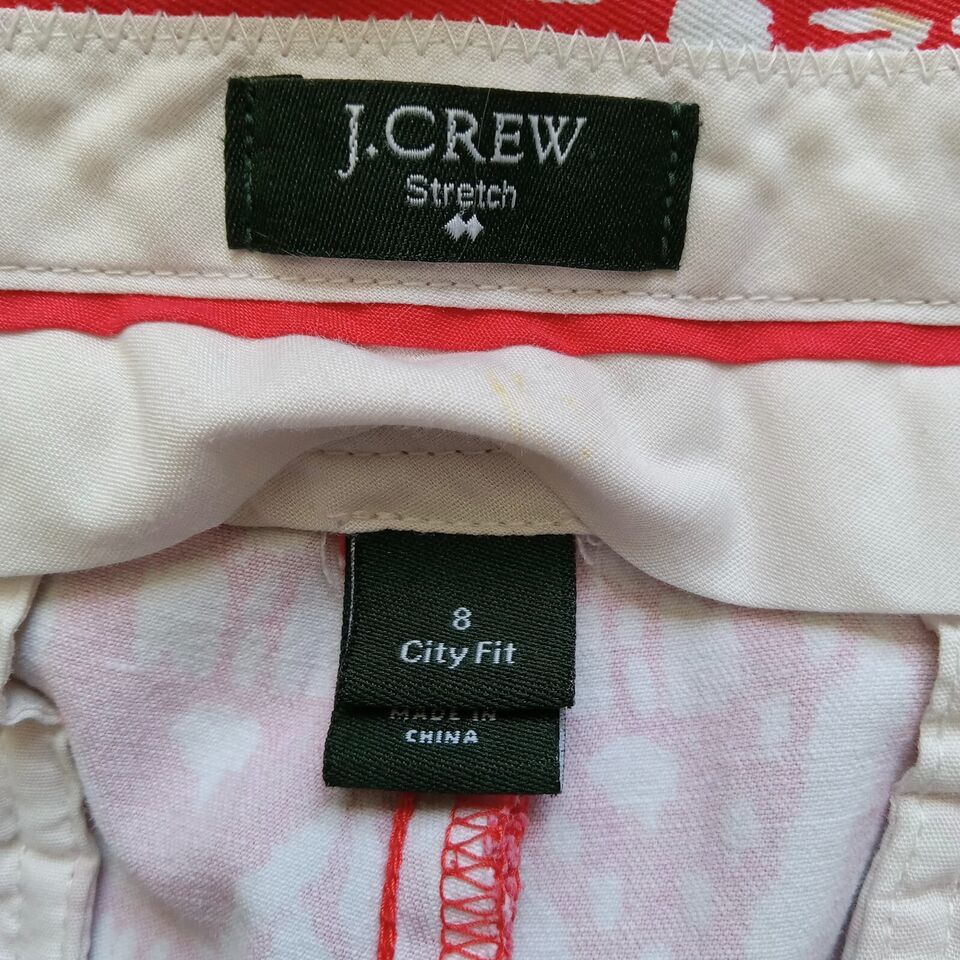 J.CREW
Stretch
8
City Fit
MADE IN
CHINA